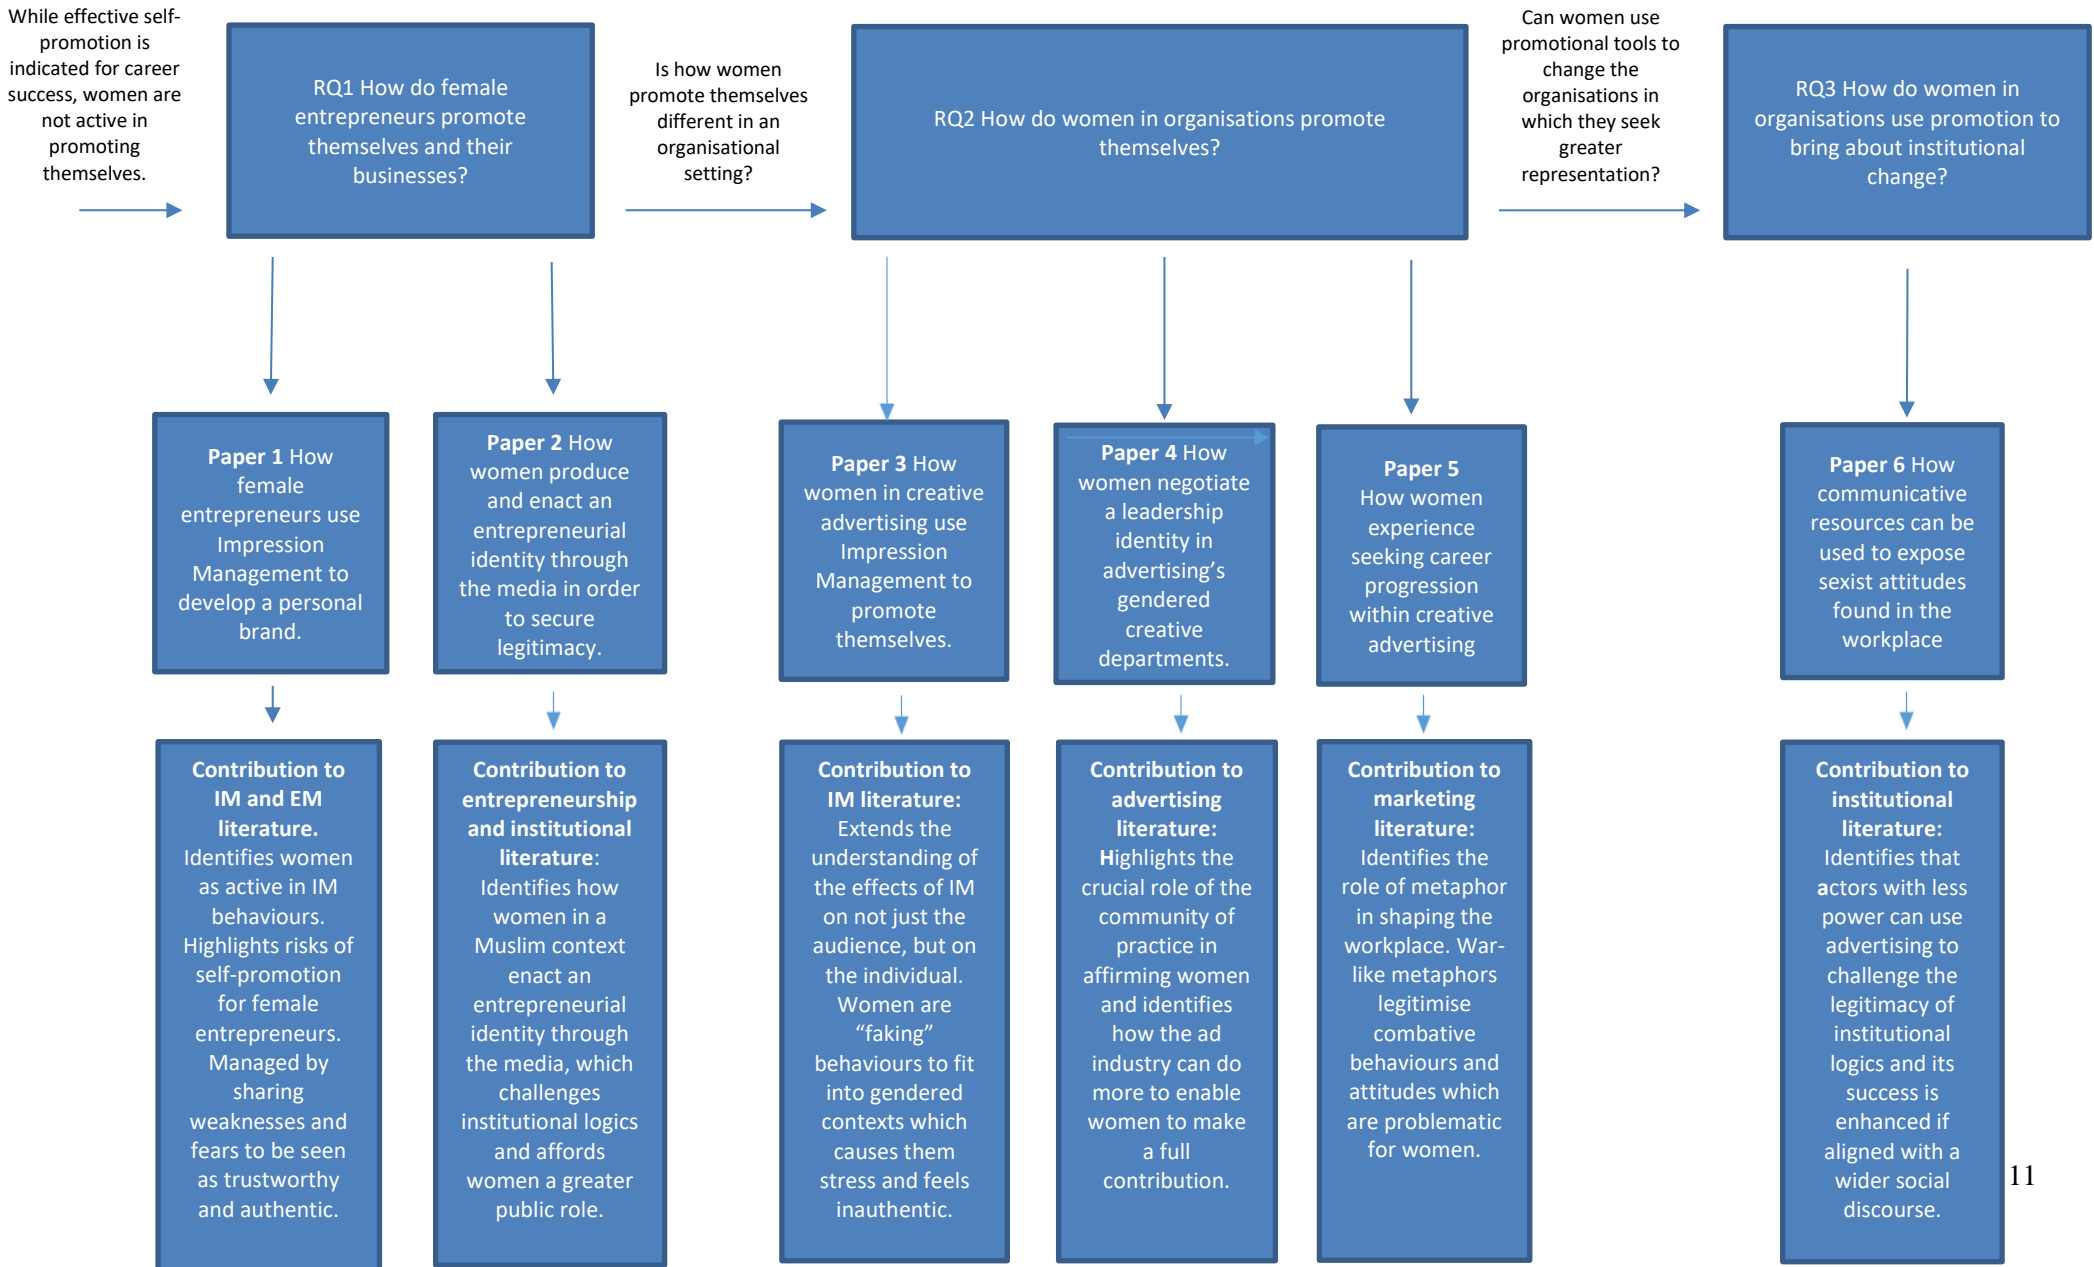 While effective self-
promotion is
indicated for career
success, women are
not active in
promoting
themselves.
RQ1 How do female
entrepreneurs promote
themselves and their
businesses?
Is how women
promote themselves
different in an
organisational
setting?
RQ2 How do women in organisations promote
themselves?
Can women use
promotional tools to
change the
organisations in
which they seek
greater
representation?
RQ3 How do women in
organisations use promotion to
bring about institutional
change?
Paper 1 How
female
entrepreneurs use
Impression
Management to
develop a personal
brand.
Paper 2 How
women produce
and enact an
entrepreneurial
identity through
the media in order
to secure
legitimacy.
Paper 3 How
women in creative
advertising use
Impression
Management to
promote
themselves.
Paper 4 How
women negotiate
a leadership
identity in
advertising’s
gendered
creative
departments.
Paper 5
How women
experience
seeking career
progression
within creative
advertising
Paper 6 How
communicative
resources can be
used to expose
sexist attitudes
found in the
workplace
Contribution to
IM and EM
literature.
Identifies women
as active in IM
behaviours.
Highlights risks of
self-promotion
for female
entrepreneurs.
Managed by
sharing
weaknesses and
fears to be seen
as trustworthy
and authentic.
Contribution to
entrepreneurship
and institutional
literature:
Identifies how
women in a
Muslim context
enact an
entrepreneurial
identity through
the media, which
challenges
institutional logics
and affords
women a greater
public role.
Contribution to
IM literature:
Extends the
understanding of
the effects of IM
on not just the
audience, but on
the individual.
Women are
“faking”
behaviours to fit
into gendered
contexts which
causes them
stress and feels
inauthentic.
Contribution to
advertising
literature:
Highlights the
crucial role of the
community of
practice in
affirming women
and identifies
how the ad
industry can do
more to enable
women to make
a full
contribution.
Contribution to
marketing
literature:
Identifies the
role of metaphor
in shaping the
workplace. War-
like metaphors
legitimise
combative
behaviours and
attitudes which
are problematic
for women.
Contribution to
institutional
literature:
Identifies that
actors with less
power can use
advertising to
challenge the
legitimacy of
institutional
logics and its
success is
enhanced if
aligned with a
wider social
discourse.
11